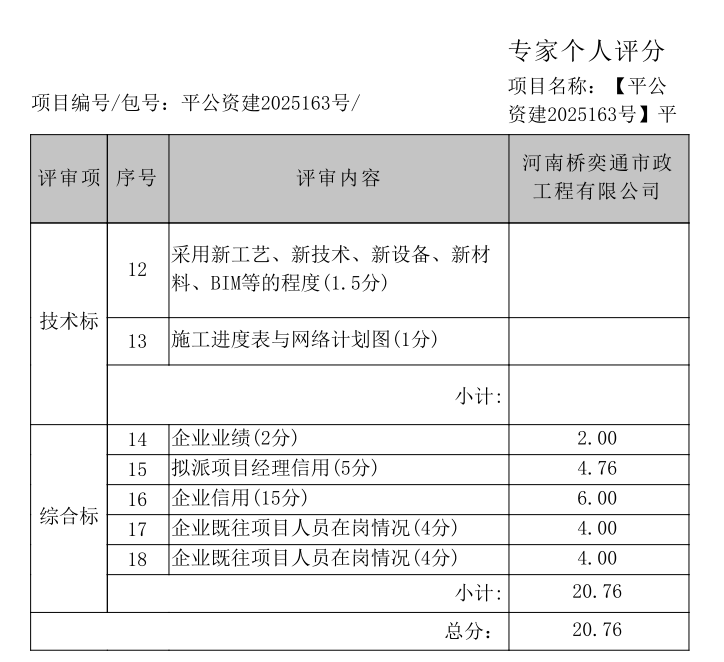 专家个人评分
项目编号/包号: 平公资建2025163号/
项目名称: 【平公
资建2025163号】平
评审项 序号 评审内容 河南桥奕通市政
工程有限公司
技术标
12 采用新工艺、新技术、新设备、新材
料、BIM等的程度(1.5分)
13 施工进度表与网络计划图(1分)
小计:
综合标
14 企业业绩(2分) 2.00
15 拟派项目经理信用(5分) 4.76
16 企业信用(15分) 6.00
17 企业既往项目人员在岗情况(4分) 4.00
18 企业既往项目人员在岗情况(4分) 4.00
小计: 20.76
总分: 20.76